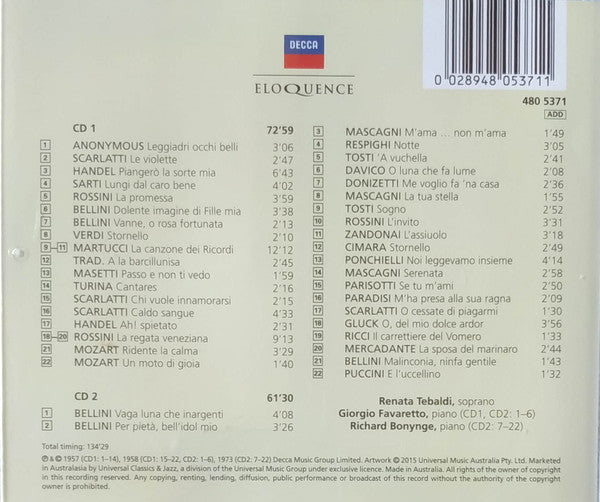 DECCA
ELOQUENCE
0 028948 053711
480 5371
ADD
CD 1 72'59
1 ANONYMOUS Leggiadri occhi belli 3'06
2 SCARLATTI Le violette 2'47
3 HANDEL Piangerò la sorte mia 6'43
4 SARTI Lungi dal caro bene 4'02
5 ROSSINI La promessa 3'59
6 BELLINI Dolente imagine di Fille mia 3'38
7 BELLINI Vanne, o rosa fortunata 2'13
8 VERDI Stornello 2'10
9–11 MARTUCCI La canzone dei Ricordi 12'12
12 TRAD. A la barcillunisa 2'45
13 MASETTI Passo e non ti vedo 1'59
14 TURINA Cantares 2'16
15 SCARLATTI Chi vuole innamorarsi 2'15
16 SCARLATTI Caldo sangue 4'33
17 HANDEL Ah! spietato 2'31
18–20 ROSSINI La regata veneziana 9'13
21 MOZART Ridente la calma 3'29
22 MOZART Un moto di gioia 1'40
CD 2 61'30
1 BELLINI Vaga luna che inargenti 4'08
2 BELLINI Per pietà, bell'idol mio 3'26
3 MASCAGNI M'ama ... non m'ama 1'49
4 RESPIGHI Notte 3'05
5 TOSTI 'A vuchella 2'41
6 DAVICO O luna che fa lume 2'08
7 DONIZETTI Me voglio fa 'na casa 2'36
8 MASCAGNI La tua stella 1'55
9 TOSTI Sogno 2'52
10 ROSSINI L'invito 3'31
11 ZANDONAI L'assiuolo 3'18
12 CIMARA Stornello 2'49
13 PONCHIELLI Noi leggevamo insieme 4'14
14 MASCAGNI Serenata 2'58
15 PARISOTTI Se tu m'ami 2'50
16 PARADISI M'ha presa alla sua ragna 2'09
17 SCARLATTI O cessate di piagarmi 1'30
18 GLUCK O, del mio dolce ardor 3'56
19 RICCI Il carrettiere del Vomero 3'33
20 MERCADANTE La sposa del marinaro 2'44
21 BELLINI Malinconia, ninfa gentile 1'43
22 PUCCINI E l'uccellino 1'32
Renata Tebaldi, soprano
Giorgio Favaretto, piano (CD1, CD2: 1–6)
Richard Bonynge, piano (CD2: 7–22)
Total timing: 134'29
℗ & © 1957 (CD1: 1–14), 1958 (CD1: 15–22, CD2: 1–6), 1973 (CD2: 7–22) Decca Music Group Limited. Artwork © 2015 Universal Music Australia Pty. Ltd. Marketed
in Australasia by Universal Classics & Jazz, a division of the Universal Music Group under exclusive licence. Made in Australia. All rights of the owner of copyright
in this recording reserved. Any copying, renting, lending, diffusion, public performance or broadcast of this record without the authority of the copyright
owner is prohibited.